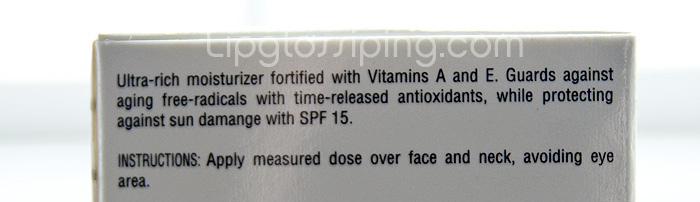 Lipglossiping.com
Ultra-rich moisturizer fortified with Vitamins A and E. Guards against
aging free-radicals with time-released antioxidants, while protecting
against sun damange with SPF 15.
INSTRUCTIONS: Apply measured dose over face and neck, avoiding eye
area.